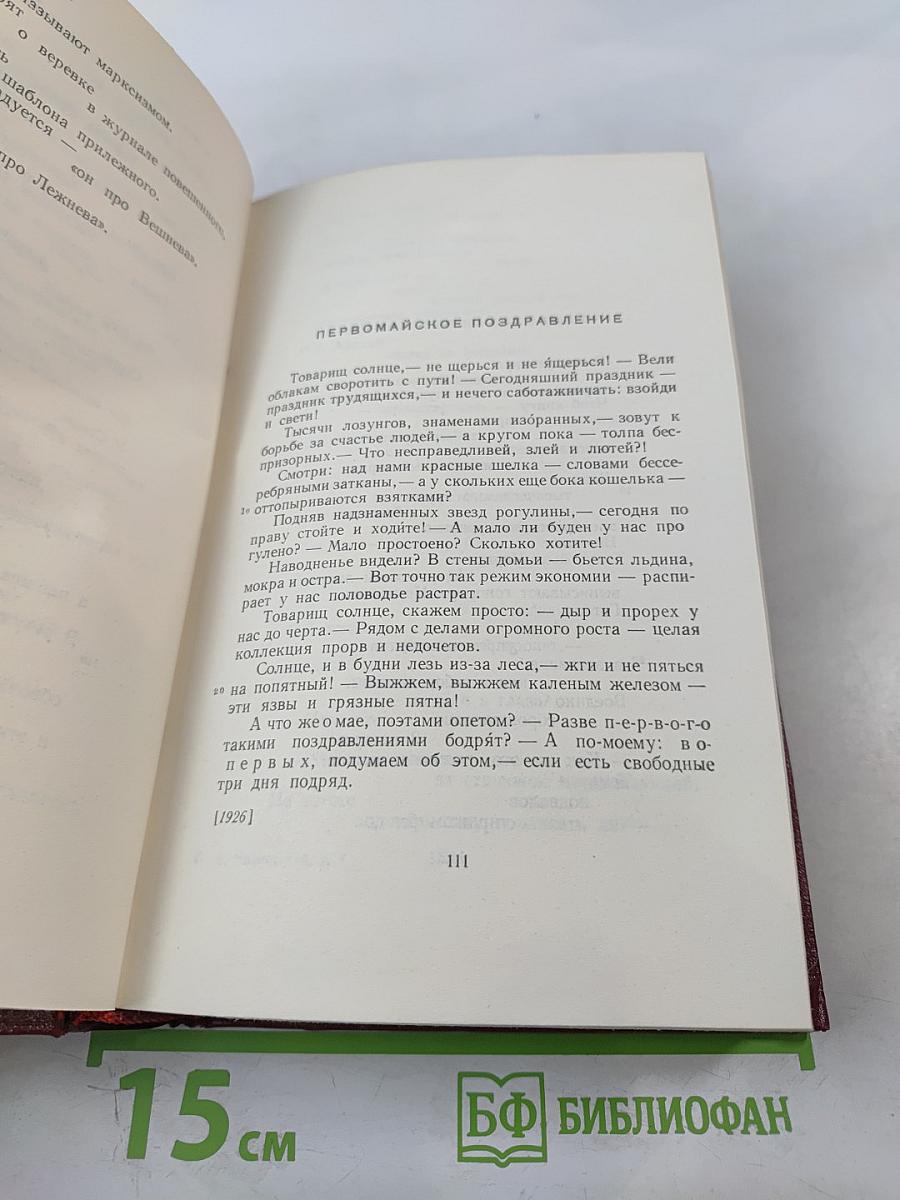 азывают марксизмом.
ят
о веревке
в журнале повешенного,
шаблона прилежного.
дуется —
«он про Вешнева».
про Лежнева».
ПЕРВОМАЙСКОЕ ПОЗДРАВЛЕНИЕ
Товарищ солнце,— не щерься и не я́щерься! — Вели
облакам своротить с пути! — Сегодняшний праздник —
праздник трудящихся,— и нечего саботажничать: взойди
и свети!
Тысячи лозунгов, знаменами изо́ранных,— зовут к
борьбе за счастье людей,— а кругом пока — толпа бес-
призорных.— Что несправедливей, злей и лютей?!
Смотри: над нами красные шелка — словами бессе-
ребряными затканы,— а у скольких еще бока кошелька —
10 оттопыриваются взятками?
Подняв надзнаменных звезд рогулины,— сегодня по
праву стойте и ходи́те! — А мало ли буден у нас про
гулено? — Мало простоено? Сколько хотите!
Наводненье видели? В стены домьи — бьется льдина,
мокра и остра.— Вот точно так режим экономии — распи-
рает у нас половодье растрат.
Товарищ солнце, скажем просто: — дыр и прорех у
нас до черта.— Рядом с делами огромного роста — целая
коллекция прорв и недочетов.
Солнце, и в будни лезь из-за леса,— жги и не пяться
20 на попятный! — Выжжем, выжжем каленым железом —
эти язвы и грязные пятна!
А что же о мае, поэтами опетом? — Разве п-е-р-в-о-г-о
такими поздравлениями бодря́т? — А по-моему: во-
первых, подумаем об этом,— если есть свободные
три дня подряд.
[1926]
111
15 см
БФ БИБЛИОФАН